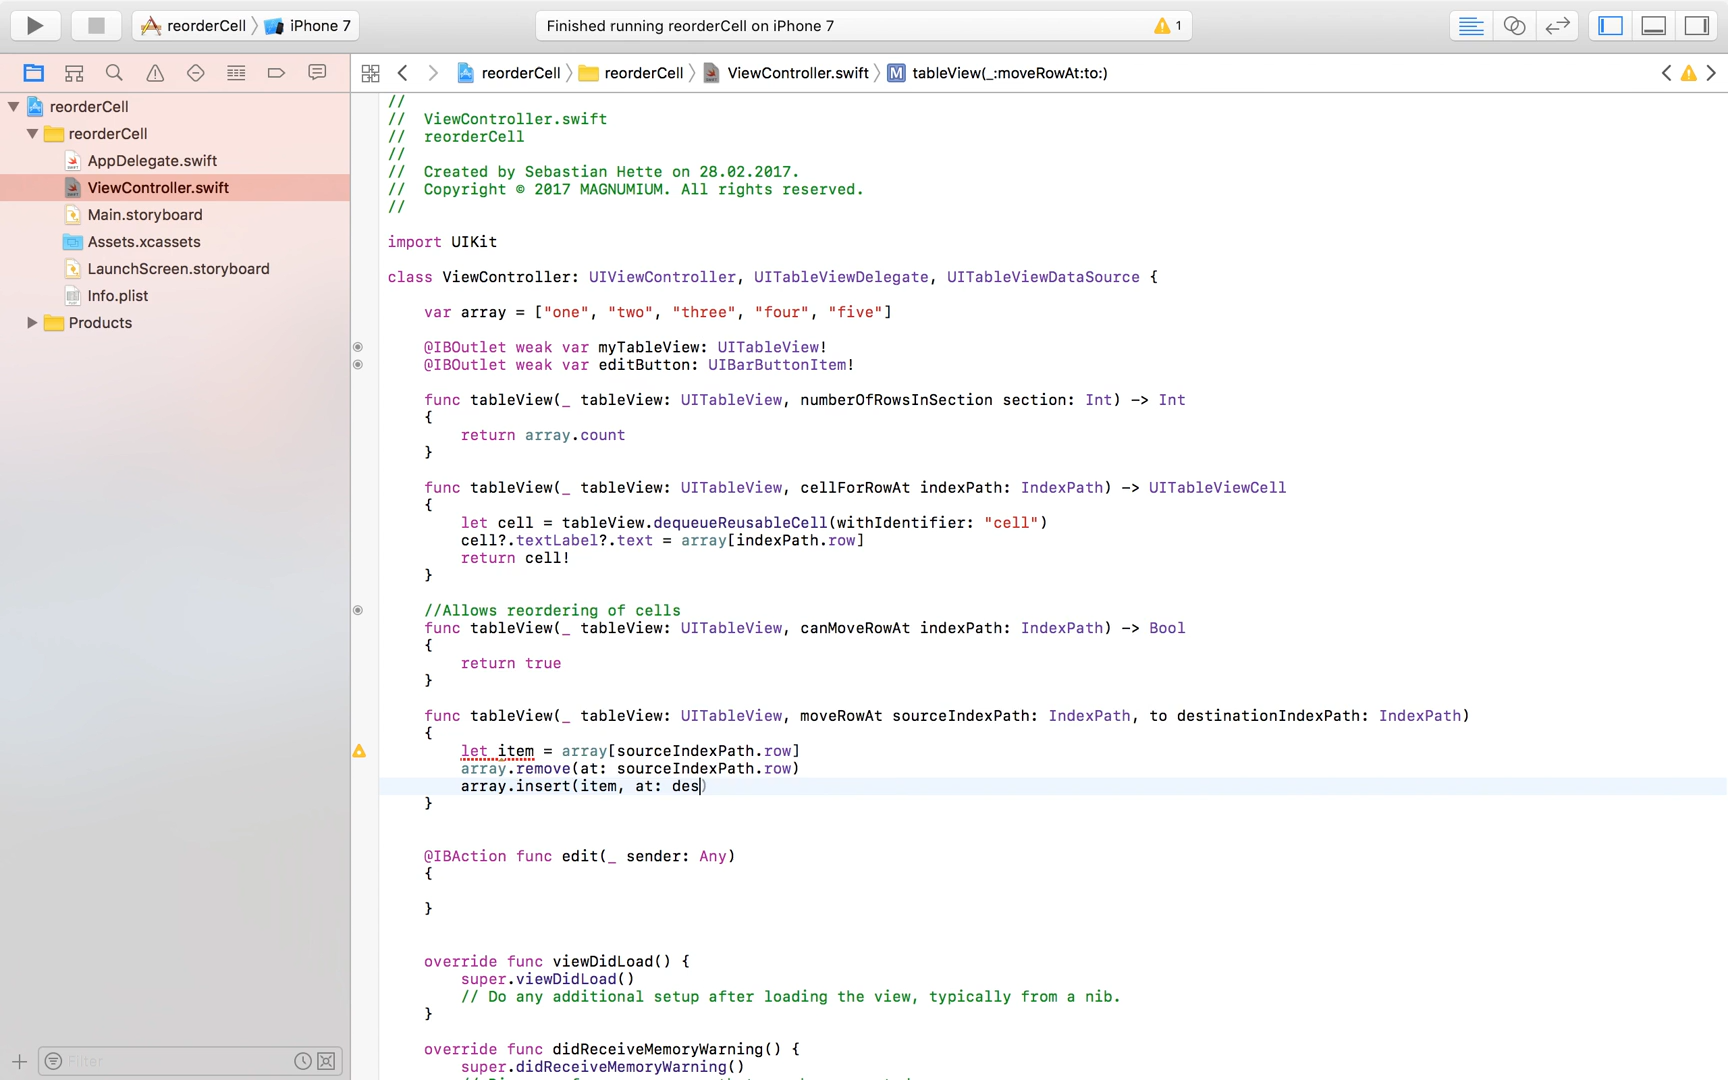 reorderCell
iPhone 7
Finished running reorderCell on iPhone 7
1
reorderCell
reorderCell
ViewController.swift
M
tableView(_:moveRowAt:to:)
reorderCell
reorderCell
AppDelegate.swift
ViewController.swift
Main.storyboard
Assets.xcassets
LaunchScreen.storyboard
Info.plist
Products
Filter
//
// ViewController.swift
// reorderCell
//
// Created by Sebastian Hette on 28.02.2017.
// Copyright © 2017 MAGNUMIUM. All rights reserved.
//
import UIKit
class ViewController: UIViewController, UITableViewDelegate, UITableViewDataSource {
var array = ["one", "two", "three", "four", "five"]
@IBOutlet weak var myTableView: UITableView!
@IBOutlet weak var editButton: UIBarButtonItem!
func tableView(_ tableView: UITableView, numberOfRowsInSection section: Int) -> Int
{
return array.count
}
func tableView(_ tableView: UITableView, cellForRowAt indexPath: IndexPath) -> UITableViewCell
{
let cell = tableView.dequeueReusableCell(withIdentifier: "cell")
cell?.textLabel?.text = array[indexPath.row]
return cell!
}
//Allows reordering of cells
func tableView(_ tableView: UITableView, canMoveRowAt indexPath: IndexPath) -> Bool
{
return true
}
func tableView(_ tableView: UITableView, moveRowAt sourceIndexPath: IndexPath, to destinationIndexPath: IndexPath)
{
let item = array[sourceIndexPath.row]
array.remove(at: sourceIndexPath.row)
array.insert(item, at: des)
}
@IBAction func edit(_ sender: Any)
{
}
override func viewDidLoad() {
super.viewDidLoad()
// Do any additional setup after loading the view, typically from a nib.
}
override func didReceiveMemoryWarning() {
super.didReceiveMemoryWarning()